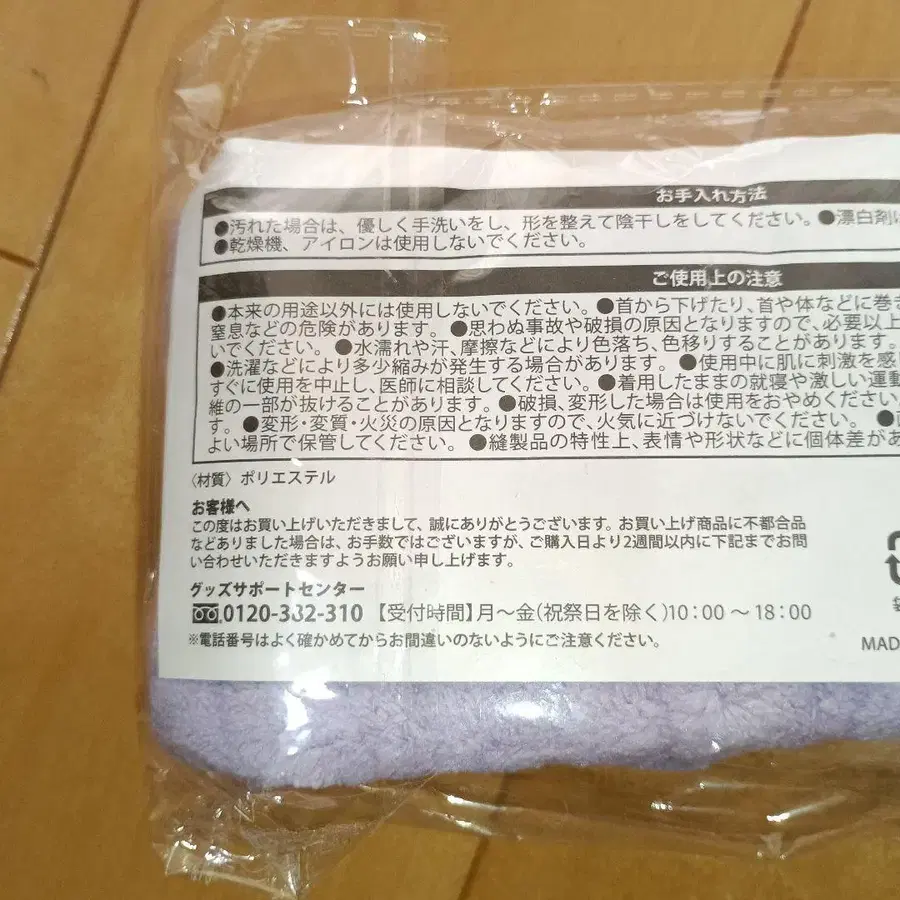 お手入れ方法
●汚れた場合は、優しく手洗いをし、形を整えて陰干しをしてください。●漂白剤は
●乾燥機、アイロンは使用しないでください。
ご使用上の注意
●本来の用途以外には使用しないでください。●首から下げたり、首や体などに巻き
窒息などの危険があります。●思わぬ事故や破損の原因となりますので、必要以上
いでください。●水濡れや汗、摩擦などにより色落ち、色移りすることがあります。
●洗濯などにより多少縮みが発生する場合があります。●使用中に肌に刺激を感
すぐに使用を中止し、医師に相談してください。●着用したままの就寝や激しい運動
維の一部が抜けることがあります。●破損、変形した場合は使用をおやめください。
す。●変形・変質・火災の原因となりますので、火気に近づけないでください。●
よい場所で保管してください。●縫製品の特性上、表情や形状などに個体差があ
〈材質〉ポリエステル
お客様へ
この度はお買い上げいただきまして、誠にありがとうございます。お買い上げ商品に不都合品
などありました場合は、お手数ではございますが、ご購入日より2週間以内に下記までお問
い合わせいただきますようお願い申し上げます。
グッズサポートセンター
0120-382-310【受付時間】月～金(祝祭日を除く)10:00～18:00
※電話番号はよく確かめてからお間違いのないようにご注意ください。
袋
MAD